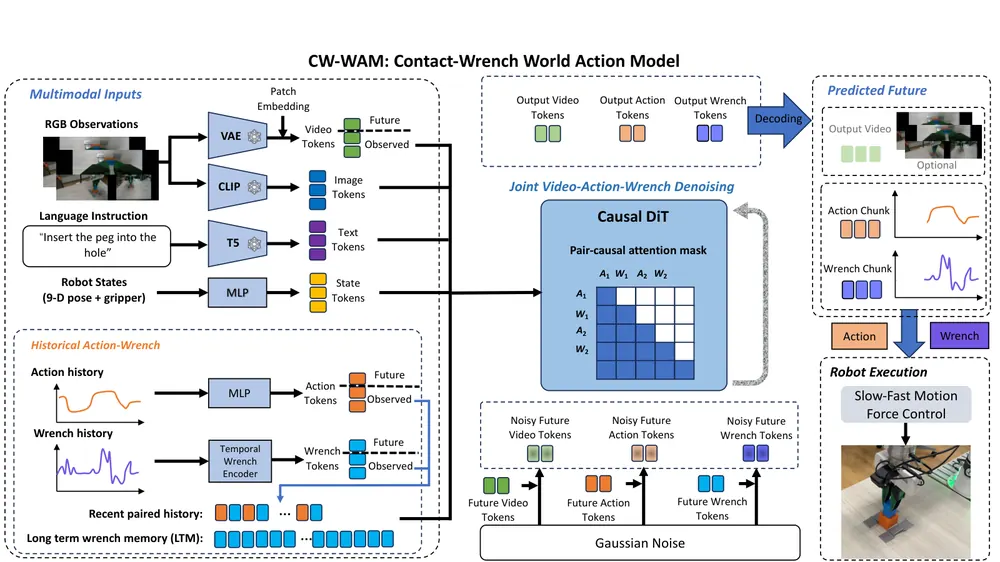 CW-WAM: Contact-Wrench World Action Model
Multimodal Inputs
RGB Observations
VAE
Patch
Embedding
Video
Tokens
Future
Observed
CLIP
Image
Tokens
Language Instruction
"Insert the peg into the
hole"
T5
Text
Tokens
Robot States
(9-D pose + gripper)
MLP
State
Tokens
Historical Action-Wrench
Action history
MLP
Action
Tokens
Future
Observed
Wrench history
Temporal
Wrench
Encoder
Wrench
Tokens
Future
Observed
Recent paired history:
...
Long term wrench memory (LTM):
...
Output Video
Tokens
Output Action
Tokens
Output Wrench
Tokens
Decoding
Joint Video-Action-Wrench Denoising
Causal DiT
Pair-causal attention mask
A1 W1 A2 W2
A1
W1
A2
W2
Noisy Future
Video Tokens
Noisy Future
Action Tokens
Noisy Future
Wrench Tokens
Future Video
Tokens
Future Action
Tokens
Future Wrench
Tokens
Gaussian Noise
Predicted Future
Output Video
Optional
Action Chunk
Wrench Chunk
Action
Wrench
Robot Execution
Slow-Fast Motion
Force Control